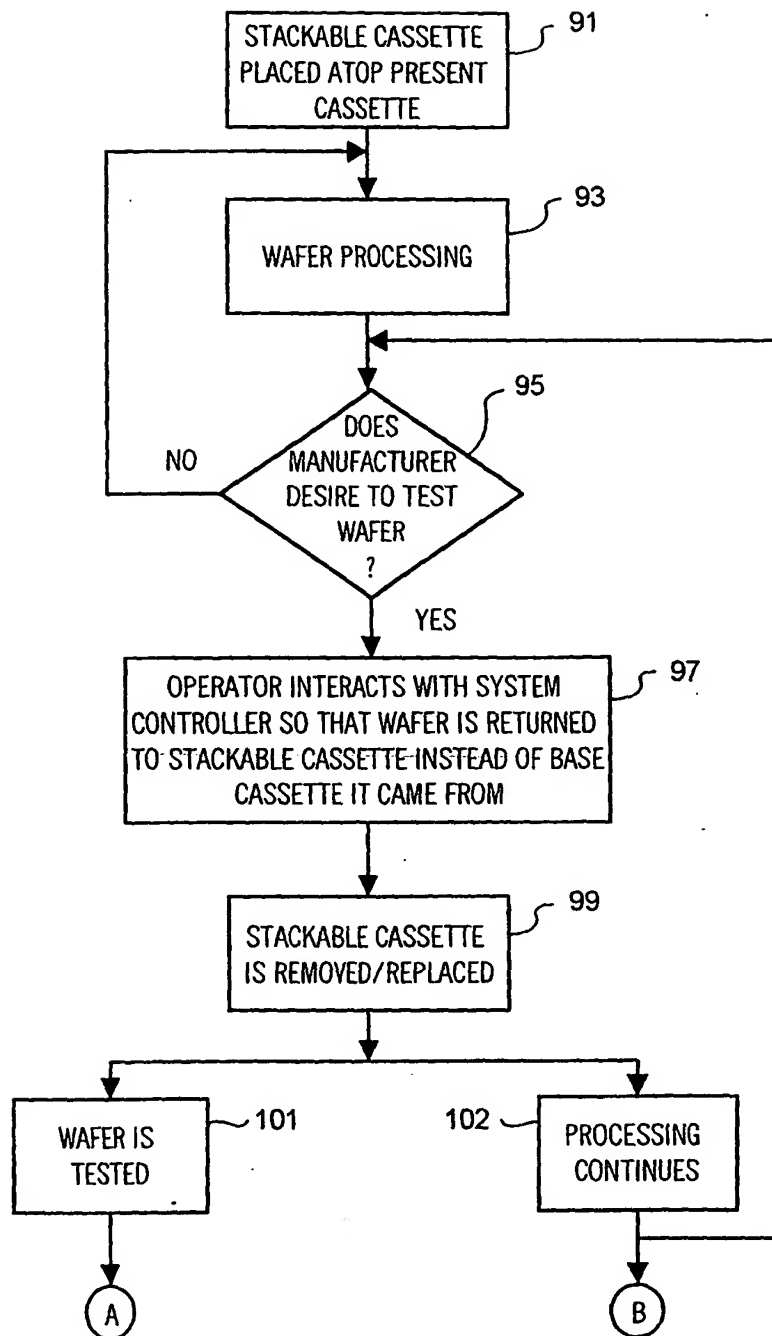 STACKABLE CASSETTE
PLACED ATOP PRESENT
CASSETTE
91
WAFER PROCESSING
93
DOES
MANUFACTURER
DESIRE TO TEST
WAFER
?
95
NO
YES
OPERATOR INTERACTS WITH SYSTEM
CONTROLLER SO THAT WAFER IS RETURNED
TO STACKABLE CASSETTE INSTEAD OF BASE
CASSETTE IT CAME FROM
97
STACKABLE CASSETTE
IS REMOVED/REPLACED
99
WAFER IS
TESTED
101
102
PROCESSING
CONTINUES
A
B